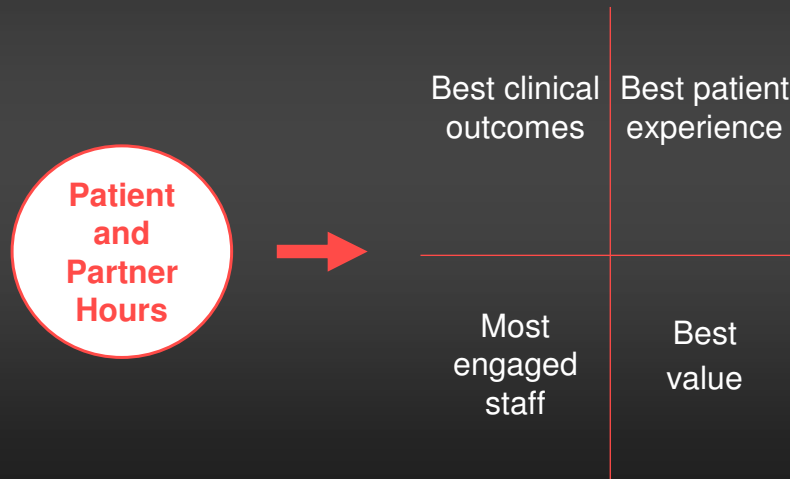 Patient
and
Partner
Hours
Best clinical
outcomes
Best patient
experience
Most
engaged
staff
Best
value